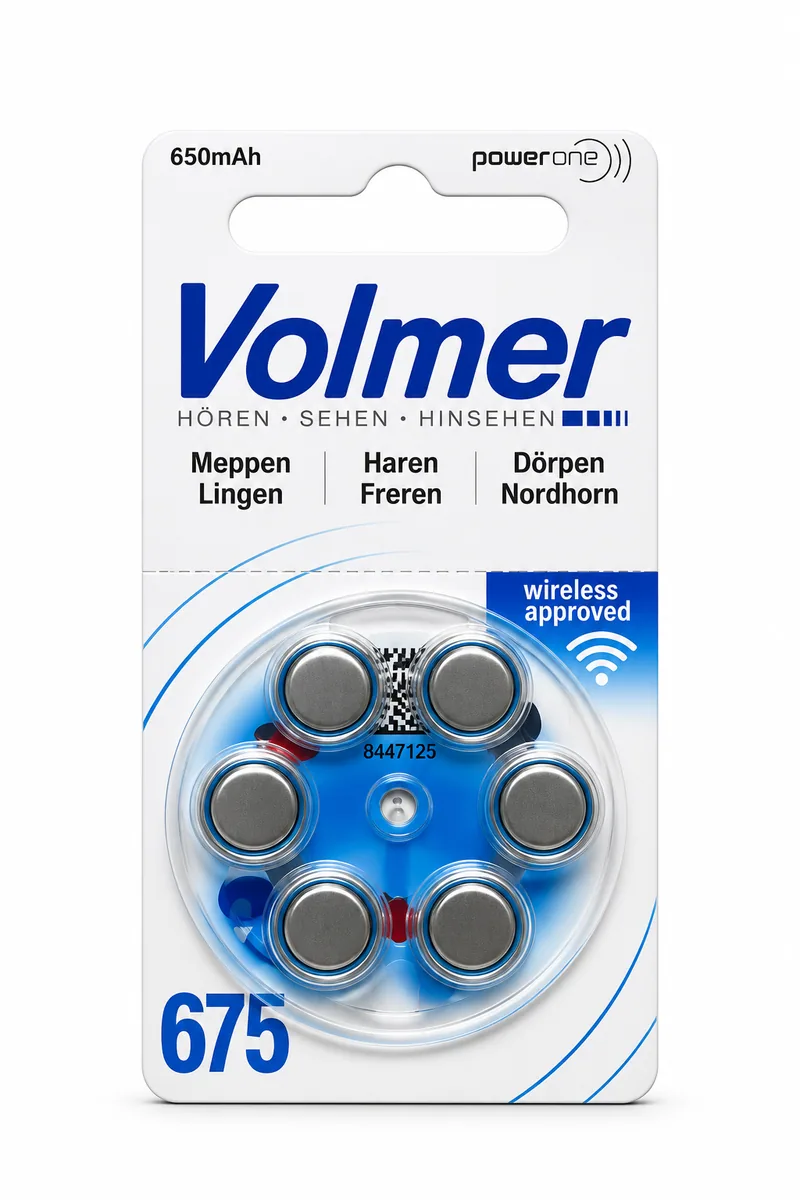 650mAh
powerone
Volmer
HÖREN · SEHEN · HINSEHEN
Meppen
Lingen
Haren
Freren
Dörpen
Nordhorn
wireless
approved
8447125
675